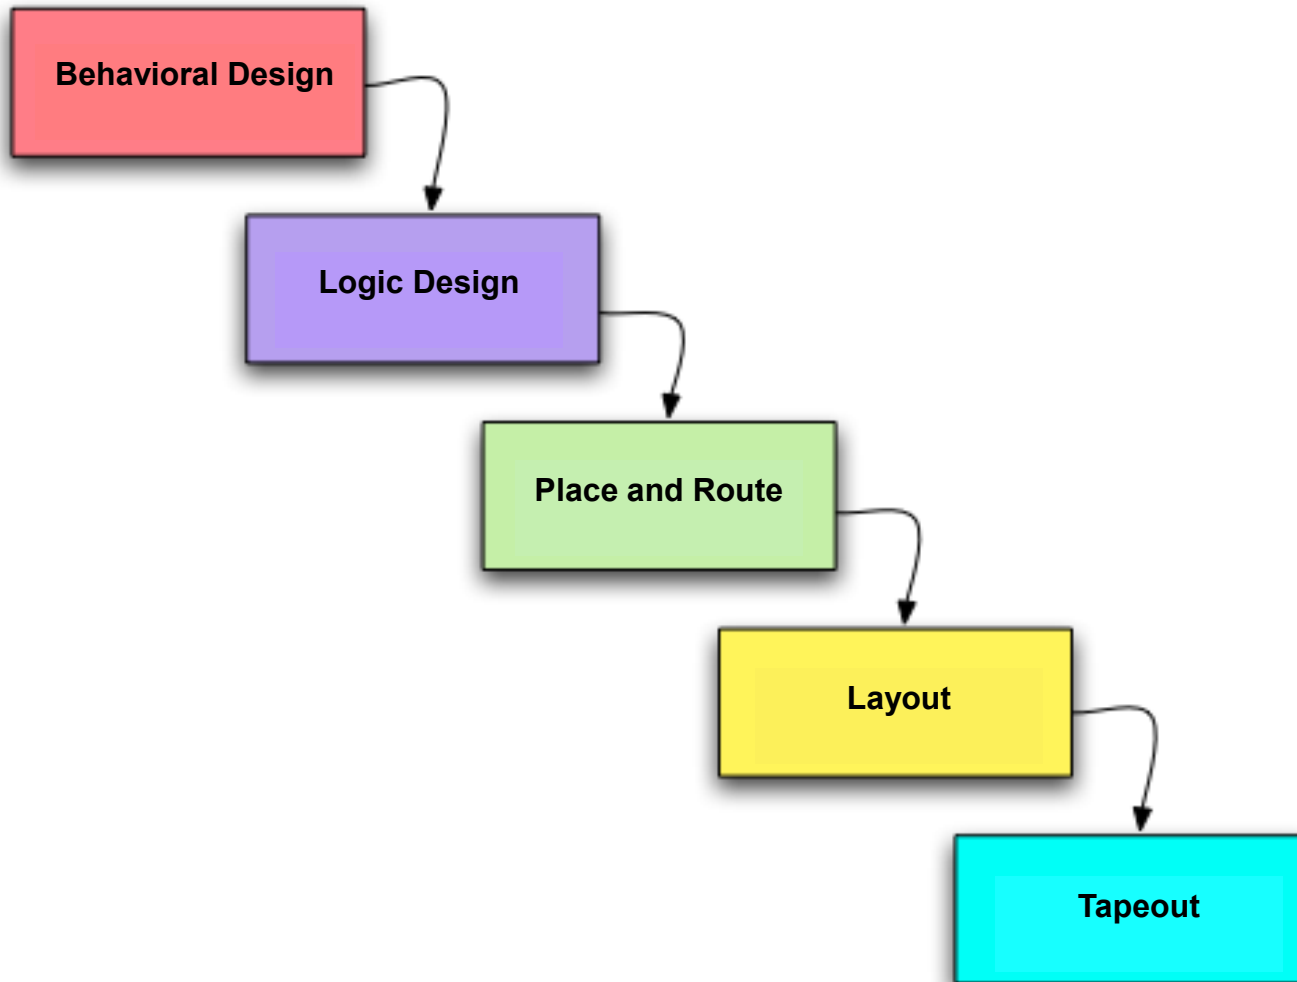 Behavioral Design
Logic Design
Place and Route
Layout
Tapeout